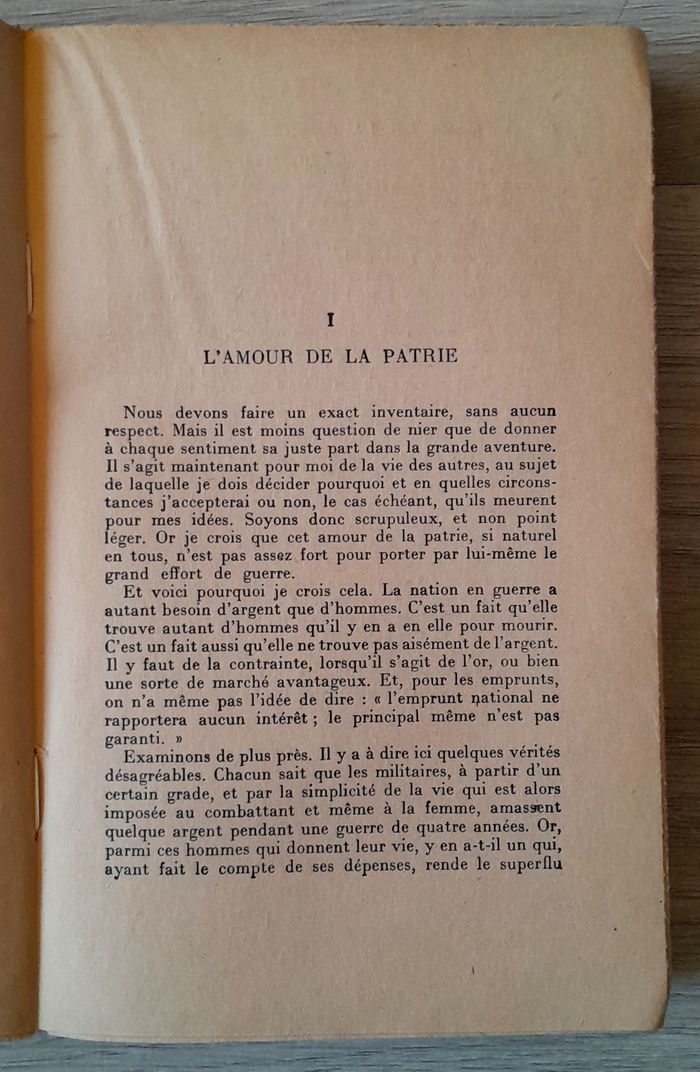 I
L'AMOUR DE LA PATRIE
Nous devons faire un exact inventaire, sans aucun
respect. Mais il est moins question de nier que de donner
à chaque sentiment sa juste part dans la grande aventure.
Il s'agit maintenant pour moi de la vie des autres, au sujet
de laquelle je dois décider pourquoi et en quelles circons-
tances j'accepterai ou non, le cas échéant, qu'ils meurent
pour mes idées. Soyons donc scrupuleux, et non point
léger. Or je crois que cet amour de la patrie, si naturel
en tous, n'est pas assez fort pour porter par lui-même le
grand effort de guerre.
Et voici pourquoi je crois cela. La nation en guerre a
autant besoin d'argent que d'hommes. C'est un fait qu'elle
trouve autant d'hommes qu'il y en a en elle pour mourir.
C'est un fait aussi qu'elle ne trouve pas aisément de l'argent.
Il y faut de la contrainte, lorsqu'il s'agit de l'or, ou bien
une sorte de marché avantageux. Et, pour les emprunts,
on n'a même pas l'idée de dire : « l'emprunt national ne
rapportera aucun intérêt ; le principal même n'est pas
garanti. »
Examinons de plus près. Il y a à dire ici quelques vérités
désagréables. Chacun sait que les militaires, à partir d'un
certain grade, et par la simplicité de la vie qui est alors
imposée au combattant et même à la femme, amassent
quelque argent pendant une guerre de quatre années. Or,
parmi ces hommes qui donnent leur vie, y en a-t-il un qui,
ayant fait le compte de ses dépenses, rende le superflu